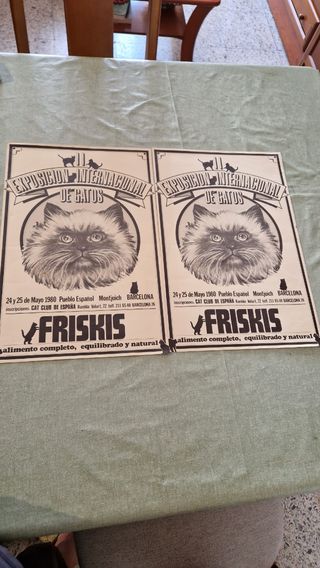 II
EXPOSICION INTERNACIONAL
DE GATOS
24 y 25 de Mayo 1980 Pueblo Español Montjoich BARCELONA
inscripciones: CAT CLUB DE ESPAÑA
FRISKIS
alimento completo, equilibrado y natural
II
EXPOSICION INTERNACIONAL
DE GATOS
24 y 25 de Mayo 1980 Pueblo Español Montjoich BARCELONA
inscripciones: CAT CLUB DE ESPAÑA
FRISKIS
alimento completo, equilibrado y natural